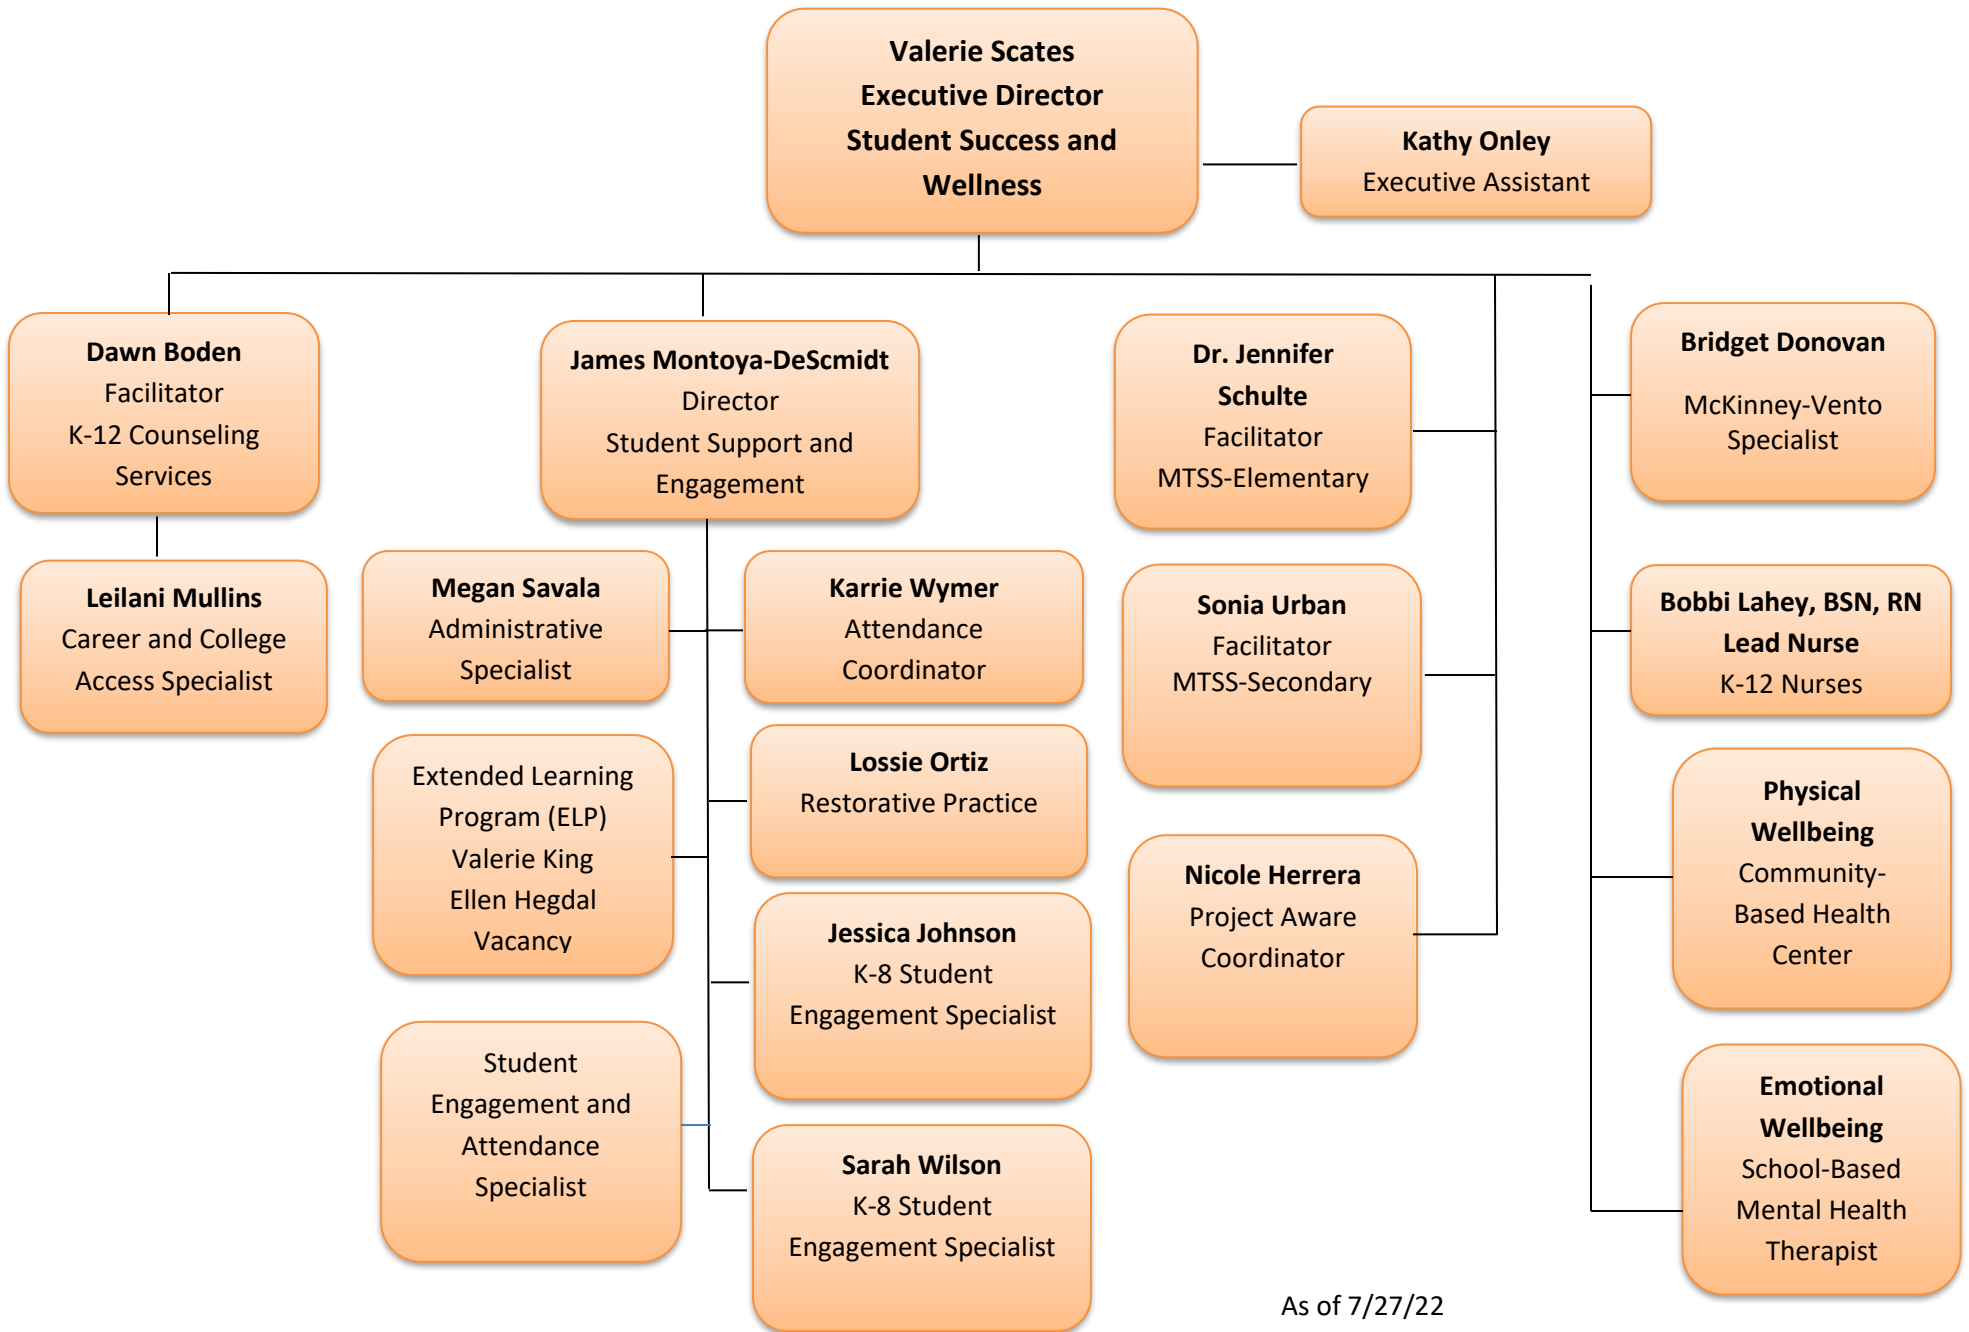 Valerie Scates
Executive Director
Student Success and
Wellness
Kathy Onley
Executive Assistant
Dawn Boden
Facilitator
K-12 Counseling
Services
James Montoya-DeScmidt
Director
Student Support and
Engagement
Dr. Jennifer
Schulte
Facilitator
MTSS-Elementary
Bridget Donovan
McKinney-Vento
Specialist
Leilani Mullins
Career and College
Access Specialist
Megan Savala
Administrative
Specialist
Karrie Wymer
Attendance
Coordinator
Sonia Urban
Facilitator
MTSS-Secondary
Bobbi Lahey, BSN, RN
Lead Nurse
K-12 Nurses
Extended Learning
Program (ELP)
Valerie King
Ellen Hegdal
Vacancy
Lossie Ortiz
Restorative Practice
Nicole Herrera
Project Aware
Coordinator
Physical
Wellbeing
Community-
Based Health
Center
Jessica Johnson
K-8 Student
Engagement Specialist
Student
Engagement and
Attendance
Specialist
Sarah Wilson
K-8 Student
Engagement Specialist
Emotional
Wellbeing
School-Based
Mental Health
Therapist
As of 7/27/22